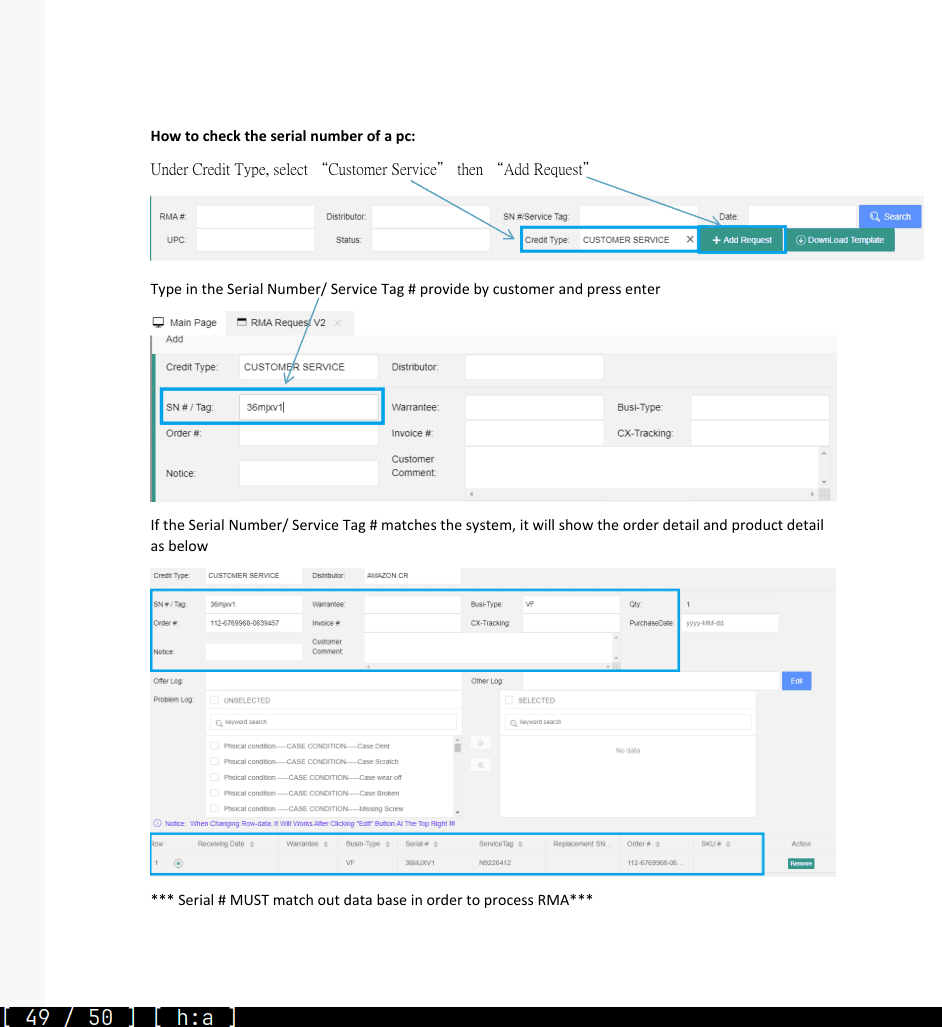 How to check the serial number of a pc:
Under Credit Type, select “Customer Service” then “Add Request”
RMA #: Distributor: SN #/Service Tag: Date: Search
UPC: Status: Credit Type: CUSTOMER SERVICE × + Add Request DownLoad Template
Type in the Serial Number/ Service Tag # provide by customer and press enter
Main Page RMA Request V2 ×
Add
Credit Type: CUSTOMER SERVICE Distributor:
SN # / Tag: 36mjxv1 Warrantee: Busi-Type:
Order #: Invoice #: CX-Tracking:
Notice: Customer Comment:
If the Serial Number/ Service Tag # matches the system, it will show the order detail and product detail
as below
Credit Type: CUSTOMER SERVICE Distributor: AMAZON CR
SN # / Tag: 36mjxv1 Warrantee: Busi-Type: VF Qty: 1
Order #: 112-6769968-0639457 Invoice #: CX-Tracking: PurchaseDate: yyyy-MM-dd
Notice: Customer Comment:
Offer Log: Other Log: Edit
Problem Log: UNSELECTED SELECTED
keyword search keyword search
Phsical condition----CASE CONDITION-----Case Dent No data
Phsical condition----CASE CONDITION-----Case Scratch
Phsical condition ----CASE CONDITION-----Case wear off
Phsical condition ----CASE CONDITION-----Case Broken
Phsical condition ----CASE CONDITION-----Missing Screw
Notice: When Changing Row-data, It Will Works After Clicking "Edit" Button At The Top Right !!!
Row Receiving Date Warrantee Busin-Type Serial # ServiceTag Replacement SN... Order # SKU # Action
1 VF 36MJXV1 N9226412 112-6769968-06... Remove
*** Serial # MUST match out data base in order to process RMA***
[ 49 / 50 ] [ h:a ]